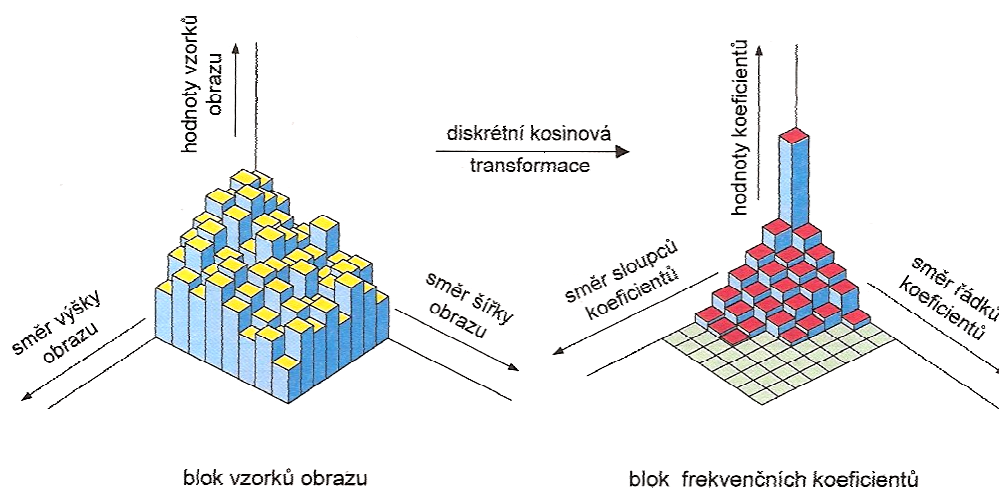 hodnoty vzorků
obrazu
směr výšky
obrazu
směr šířky
obrazu
blok vzorků obrazu
diskrétní kosinová
transformace
hodnoty koeficientů
směr sloupců
koeficientů
směr řádků
koeficientů
blok frekvenčních koeficientů